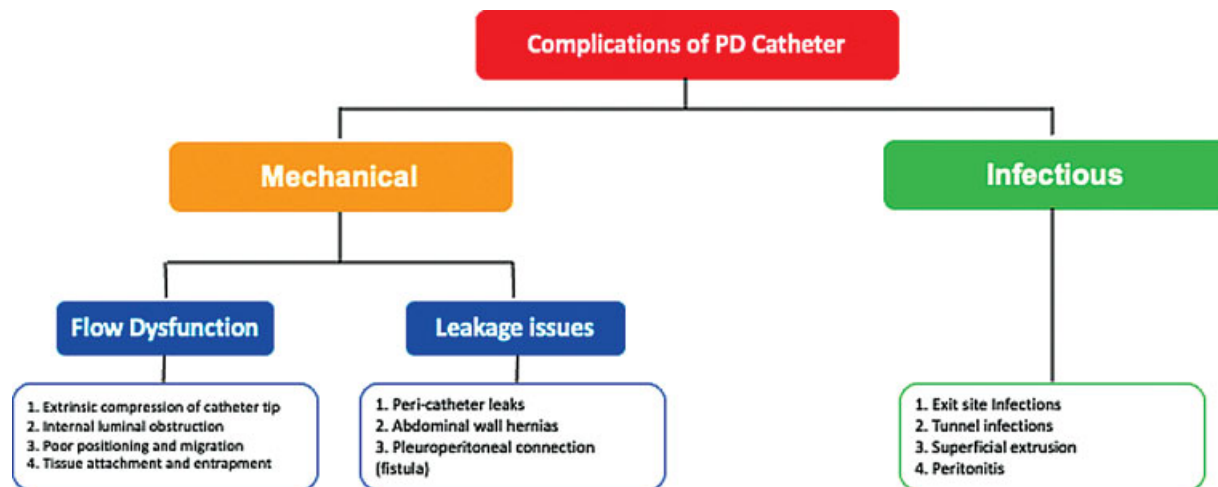 Complications of PD Catheter
Mechanical
Infectious
Flow Dysfunction
Leakage issues
1. Extrinsic compression of catheter tip
2. Internal luminal obstruction
3. Poor positioning and migration
4. Tissue attachment and entrapment
1. Peri-catheter leaks
2. Abdominal wall hernias
3. Pleuroperitoneal connection
(fistula)
1. Exit site Infections
2. Tunnel infections
3. Superficial extrusion
4. Peritonitis